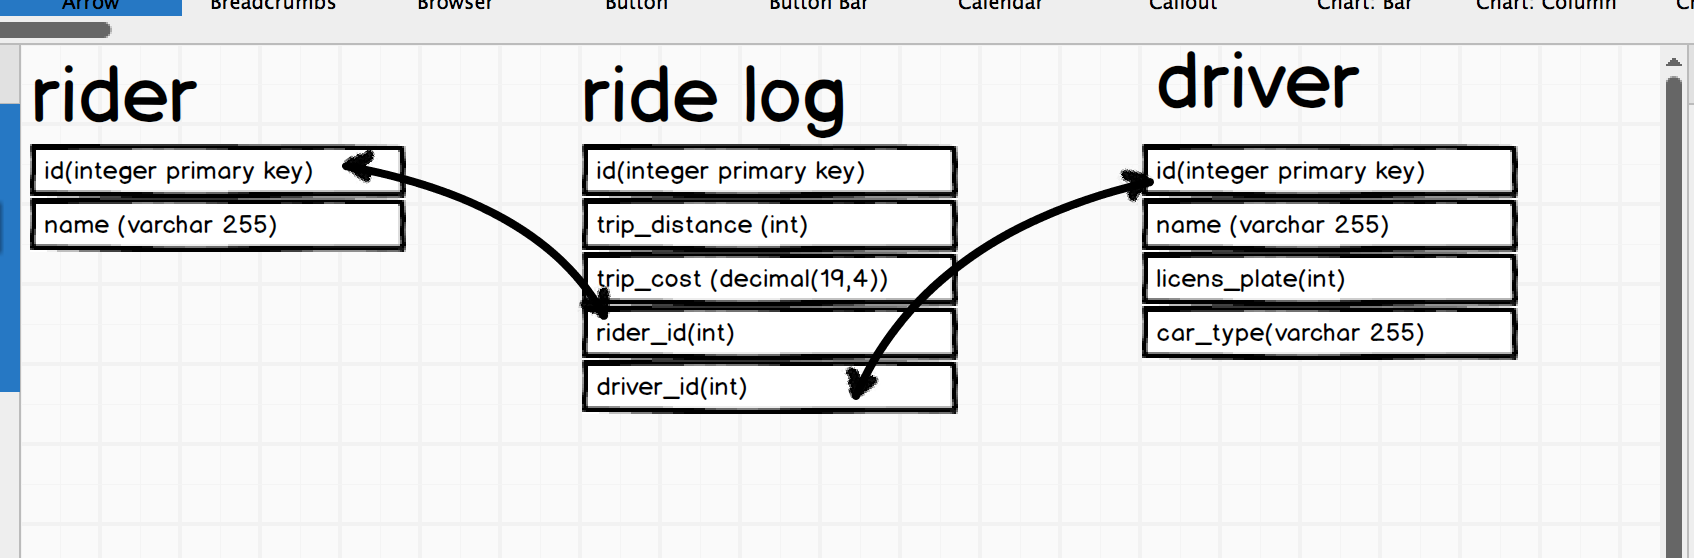 Arrow Breadcrumbs Browser Button Button Bar Calendar Callout Chart: Bar Chart: Column
rider
id(integer primary key)
name (varchar 255)
ride log
id(integer primary key)
trip_distance (int)
trip_cost (decimal(19,4))
rider_id(int)
driver_id(int)
driver
id(integer primary key)
name (varchar 255)
licens_plate(int)
car_type(varchar 255)